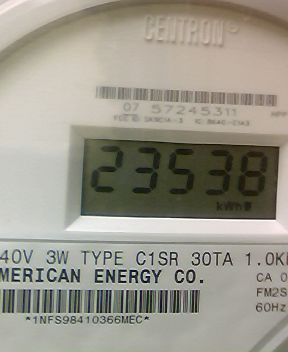 CENTRON®
07 57245311
23538
kWh
40V 3W TYPE C1SR 30TA 1.0K
MERICAN ENERGY CO.
CA 0
FM2S
60Hz
*1NFS98410366MEC*